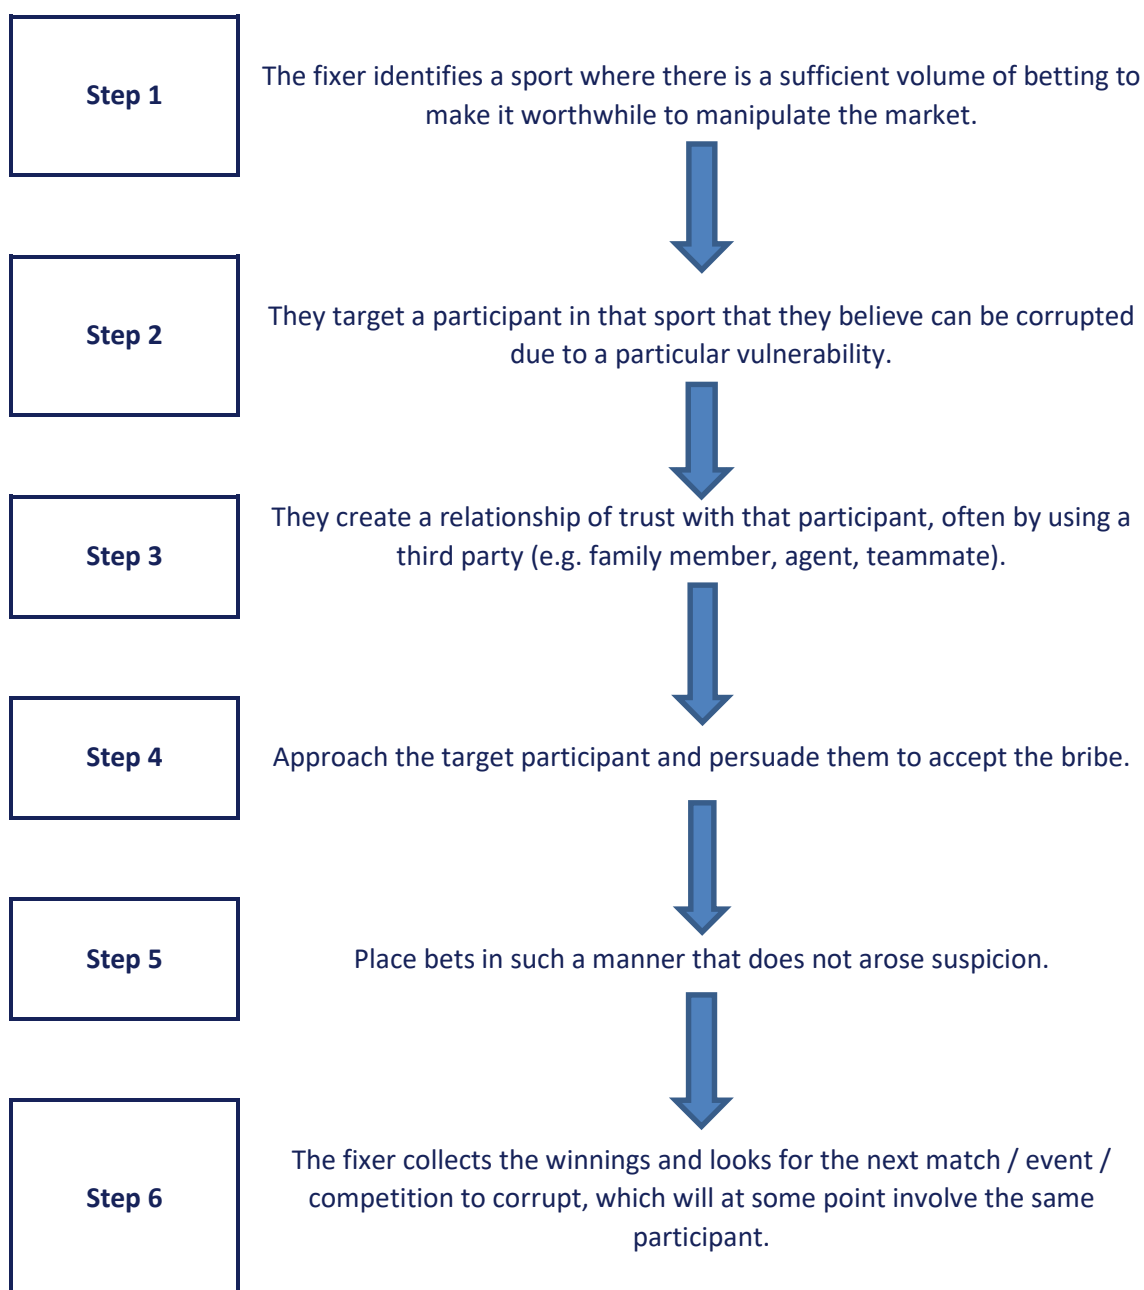 Step 1
The fixer identifies a sport where there is a sufficient volume of betting to
make it worthwhile to manipulate the market.
Step 2
They target a participant in that sport that they believe can be corrupted
due to a particular vulnerability.
Step 3
They create a relationship of trust with that participant, often by using a
third party (e.g. family member, agent, teammate).
Step 4
Approach the target participant and persuade them to accept the bribe.
Step 5
Place bets in such a manner that does not arose suspicion.
Step 6
The fixer collects the winnings and looks for the next match / event /
competition to corrupt, which will at some point involve the same
participant.